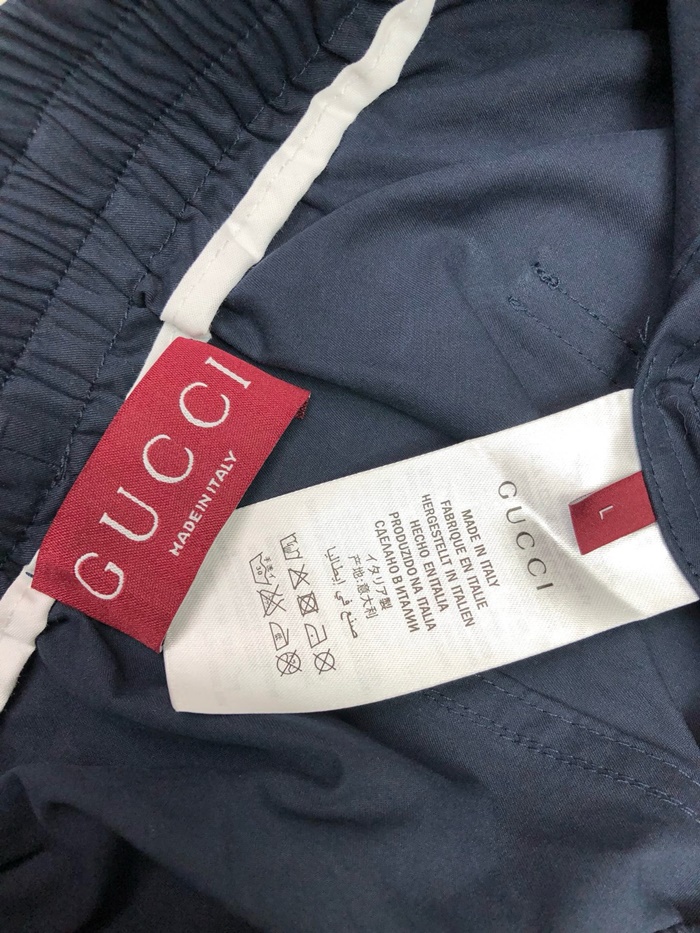 GUCCI
MADE IN ITALY
L
GUCCI
MADE IN ITALY
FABRIQUE EN ITALIE
HERGESTELLT IN ITALIEN
HECHO EN ITALIA
PRODUZIDO NA ITALIA
СДЕЛАНО В ИТАЛИИ
イタリア製
产地:意大利
صنع في إيطاليا